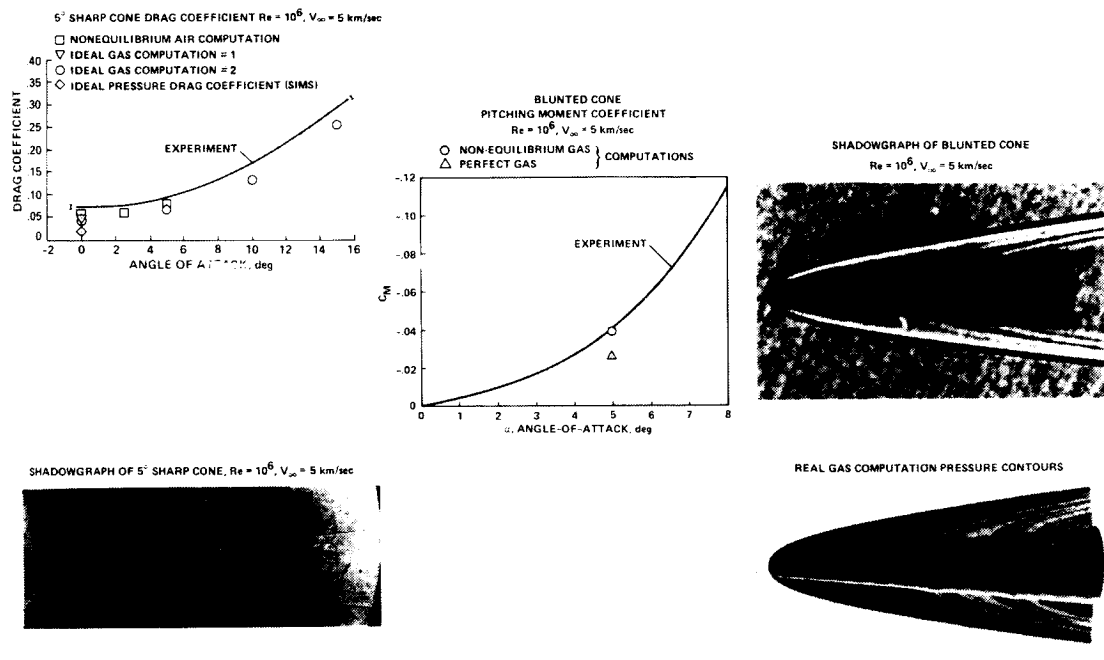 5° SHARP CONE DRAG COEFFICIENT Re = 10⁶, V∞ = 5 km/sec
□ NONEQUILIBRIUM AIR COMPUTATION
▽ IDEAL GAS COMPUTATION # 1
○ IDEAL GAS COMPUTATION # 2
◇ IDEAL PRESSURE DRAG COEFFICIENT (SIMS)
.40
.35
.30
.25
.20
.15
.10
.05
0
DRAG COEFFICIENT
EXPERIMENT
-2 0 2 4 6 8 10 12 14 16
ANGLE OF ATTACK, deg
BLUNTED CONE
PITCHING MOMENT COEFFICIENT
Re = 10⁶, V∞ = 5 km/sec
○ NON-EQUILIBRIUM GAS
△ PERFECT GAS
} COMPUTATIONS
-.12
-.10
-.08
-.06
-.04
-.02
0
C_M
EXPERIMENT
0 1 2 3 4 5 6 7 8
α, ANGLE-OF-ATTACK, deg
SHADOWGRAPH OF BLUNTED CONE
Re = 10⁶, V∞ = 5 km/sec
SHADOWGRAPH OF 5° SHARP CONE, Re = 10⁶, V∞ = 5 km/sec
REAL GAS COMPUTATION PRESSURE CONTOURS